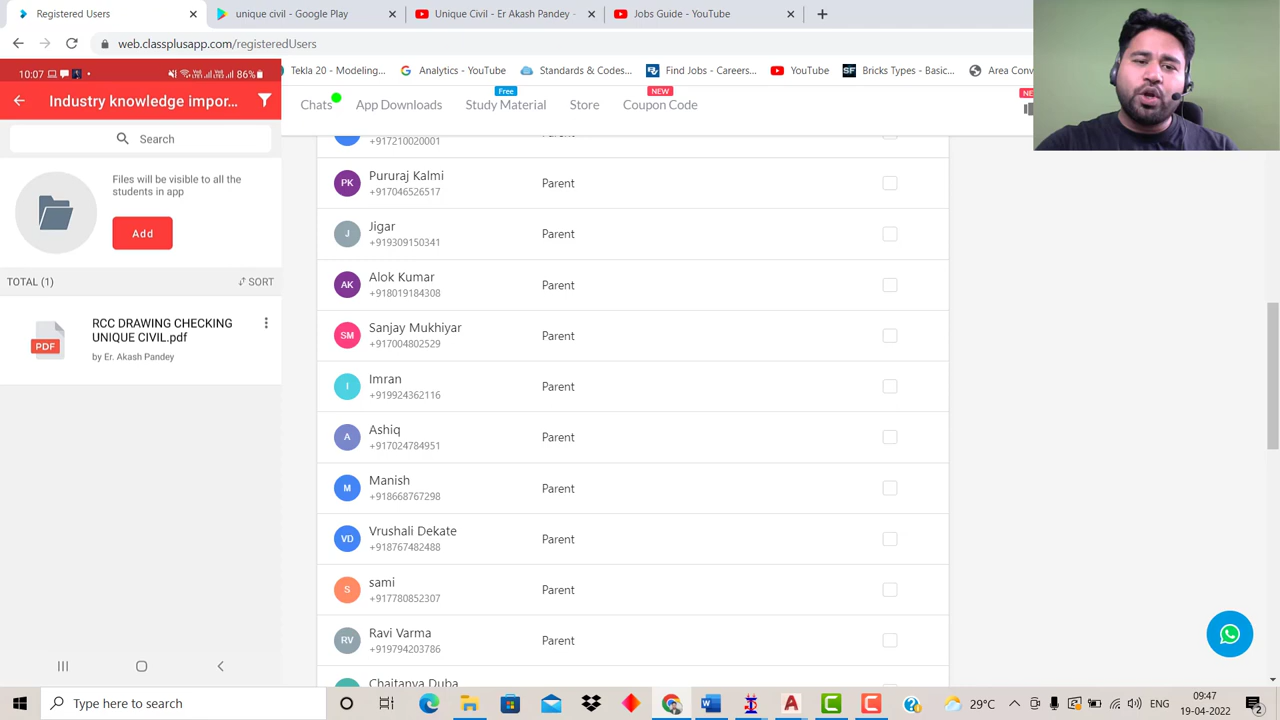 Registered Users
unique civil - Google Play
Unique Civil - Er Akash Pandey -
Jobs Guide - YouTube
web.classplusapp.com/registeredUsers
Tekla 20 - Modeling...
Analytics - YouTube
Standards & Codes...
Find Jobs - Careers...
YouTube
SF
Bricks Types - Basic...
Area Conv
10:07
86%
Industry knowledge impor...
Search
Files will be visible to all the
students in app
Add
TOTAL (1)
SORT
RCC DRAWING CHECKING
UNIQUE CIVIL.pdf
by Er. Akash Pandey
PDF
Chats
App Downloads
Free
Study Material
Store
NEW
Coupon Code
NE
+917210020001
PK
Pururaj Kalmi
+917046526517
Parent
J
Jigar
+919309150341
Parent
AK
Alok Kumar
+918019184308
Parent
SM
Sanjay Mukhiyar
+917004802529
Parent
I
Imran
+919924362116
Parent
A
Ashiq
+917024784951
Parent
M
Manish
+918668767298
Parent
VD
Vrushali Dekate
+918767482488
Parent
S
sami
+917780852307
Parent
RV
Ravi Varma
+919794203786
Parent
Type here to search
29°C
ENG
09:47
19-04-2022
2